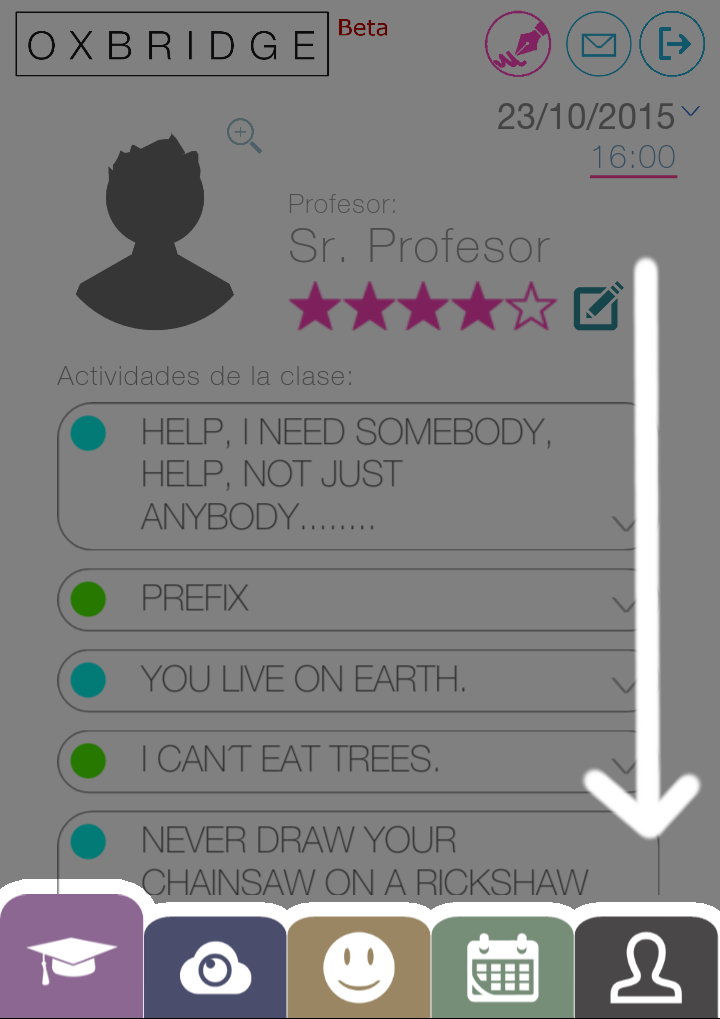 OXBRIDGE Beta
23/10/2015
16:00
Profesor:
Sr. Profesor
Actividades de la clase:
HELP, I NEED SOMEBODY,
HELP, NOT JUST
ANYBODY........
PREFIX
YOU LIVE ON EARTH.
I CAN´T EAT TREES.
NEVER DRAW YOUR
CHAINSAW ON A RICKSHAW